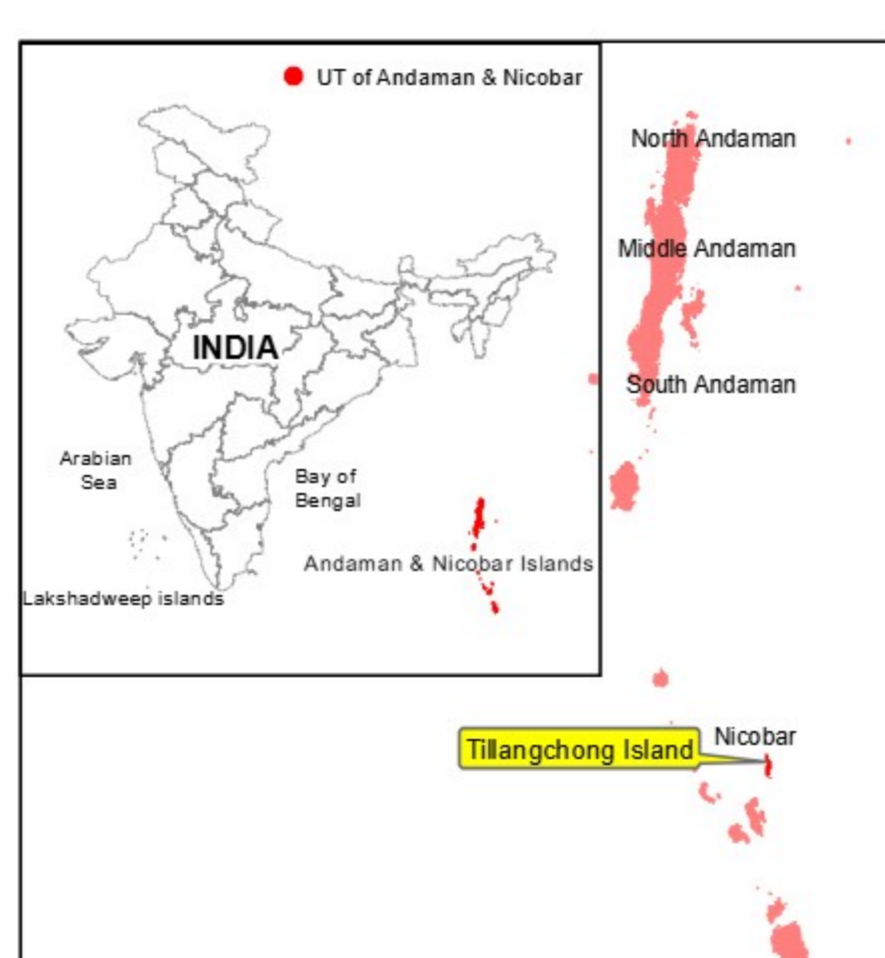 UT of Andaman & Nicobar
North Andaman
Middle Andaman
INDIA
South Andaman
Arabian
Sea
Bay of
Bengal
Andaman & Nicobar Islands
Lakshadweep islands
Nicobar
Tillangchong Island